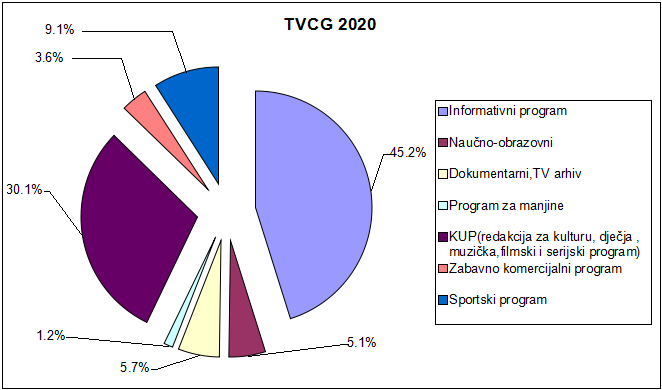 TVCG 2020
9.1%
3.6%
45.2%
30.1%
1.2%
5.7%
5.1%
Informativni program
Naučno-obrazovni
Dokumentarni,TV arhiv
Program za manjine
KUP(redakcija za kulturu, dječja ,
muzička,filmski i serijski program)
Zabavno komercijalni program
Sportski program